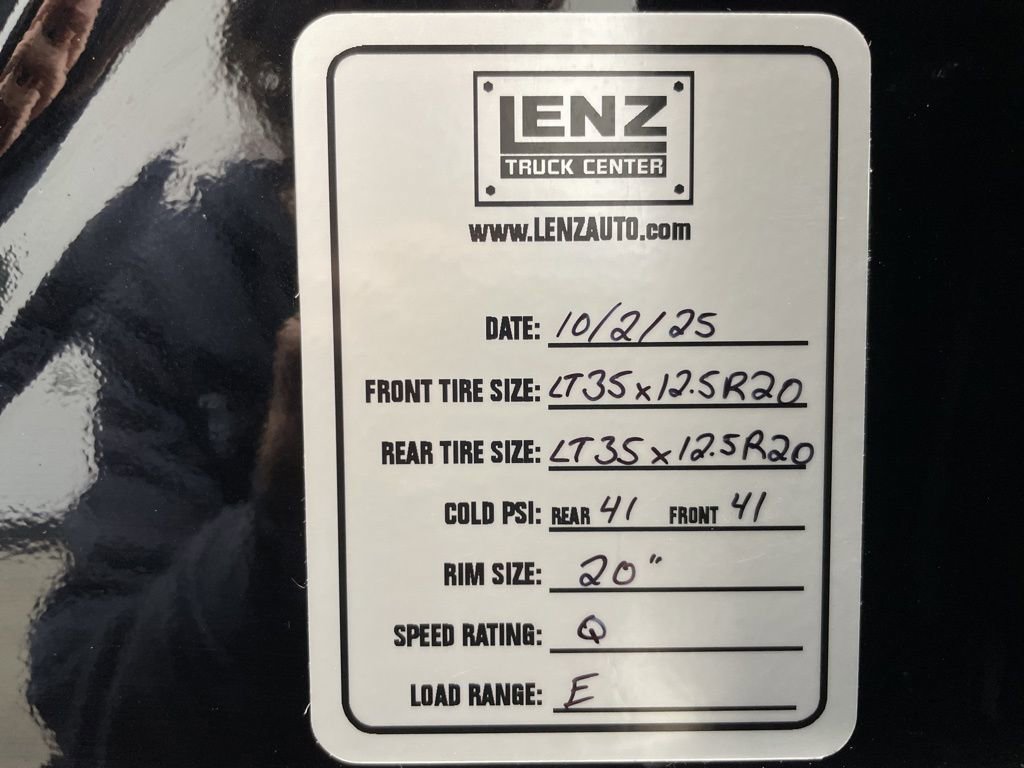 LENZ
TRUCK CENTER
www.LENZAUTO.com
DATE: 10/2/25
FRONT TIRE SIZE: LT35x12.5R20
REAR TIRE SIZE: LT35x12.5R20
COLD PSI: REAR 41 FRONT 41
RIM SIZE: 20"
SPEED RATING: Q
LOAD RANGE: E